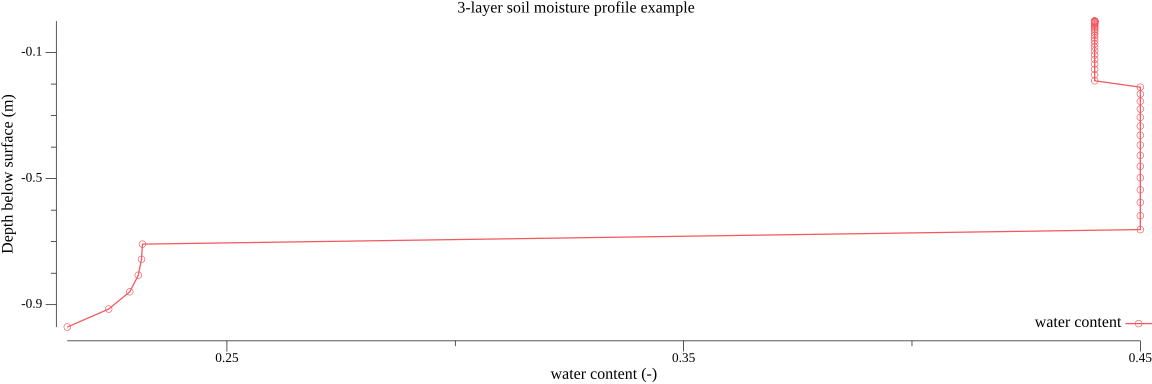 3-layer soil moisture profile example
Depth below surface (m)
-0.1
-0.5
-0.9
water content
0.25
0.35
0.45
water content (-)